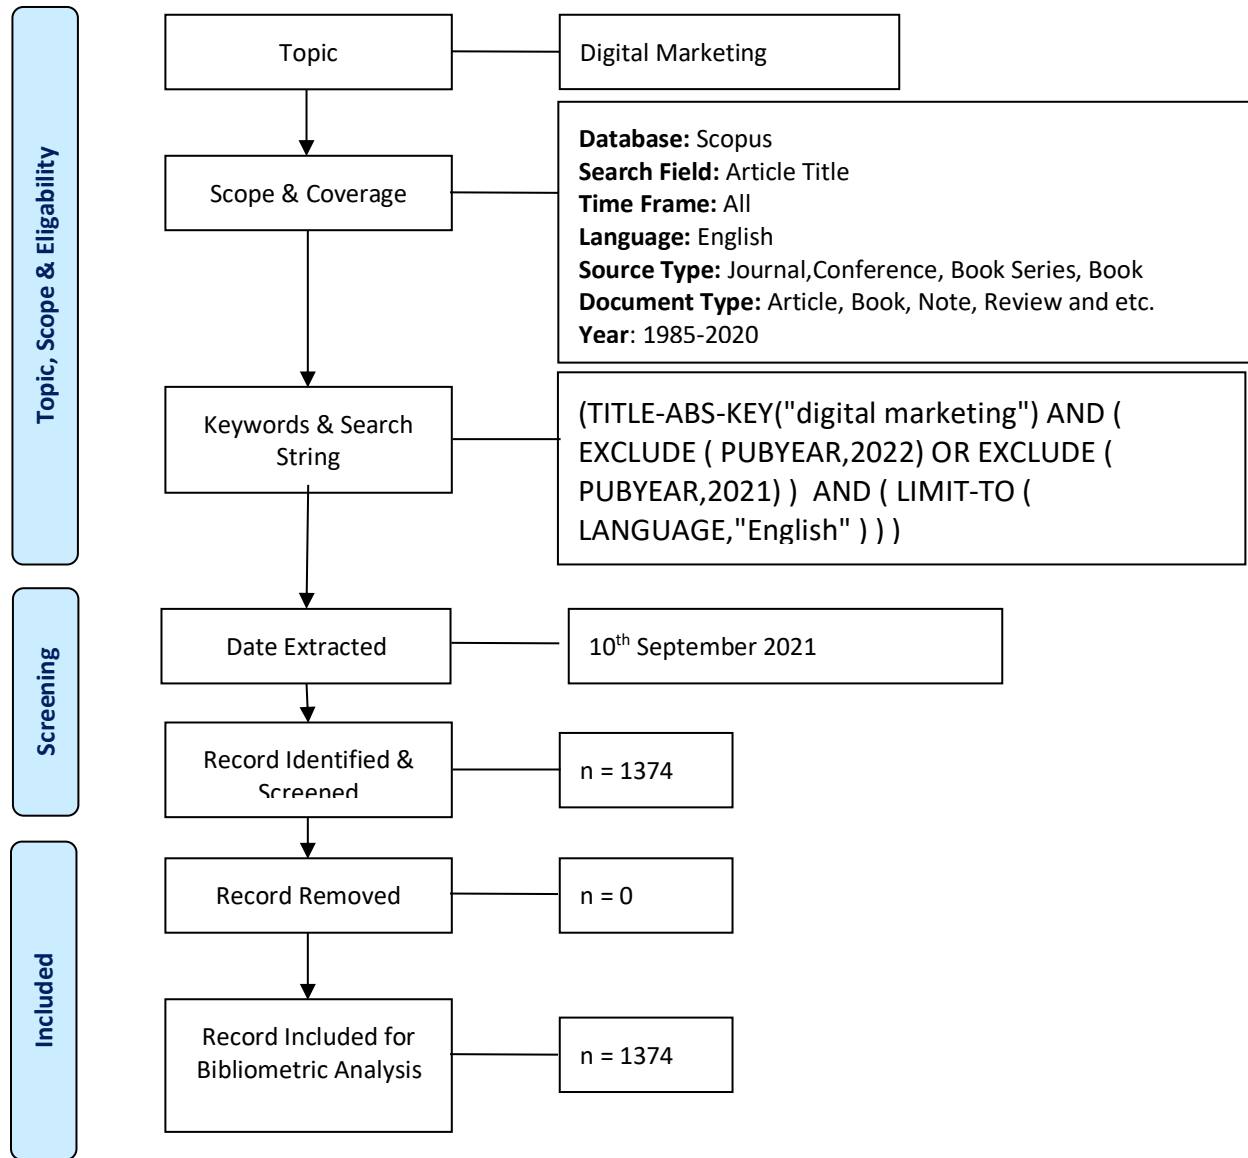 Topic, Scope & Eligability
Topic
Digital Marketing
Scope & Coverage
Database: Scopus
Search Field: Article Title
Time Frame: All
Language: English
Source Type: Journal,Conference, Book Series, Book
Document Type: Article, Book, Note, Review and etc.
Year: 1985-2020
Keywords & Search
String
(TITLE-ABS-KEY("digital marketing") AND (
EXCLUDE ( PUBYEAR,2022) OR EXCLUDE (
PUBYEAR,2021) ) AND ( LIMIT-TO (
LANGUAGE,"English" ) ) )
Screening
Date Extracted
10th September 2021
Record Identified &
Screened
n = 1374
Included
Record Removed
n = 0
Record Included for
Bibliometric Analysis
n = 1374